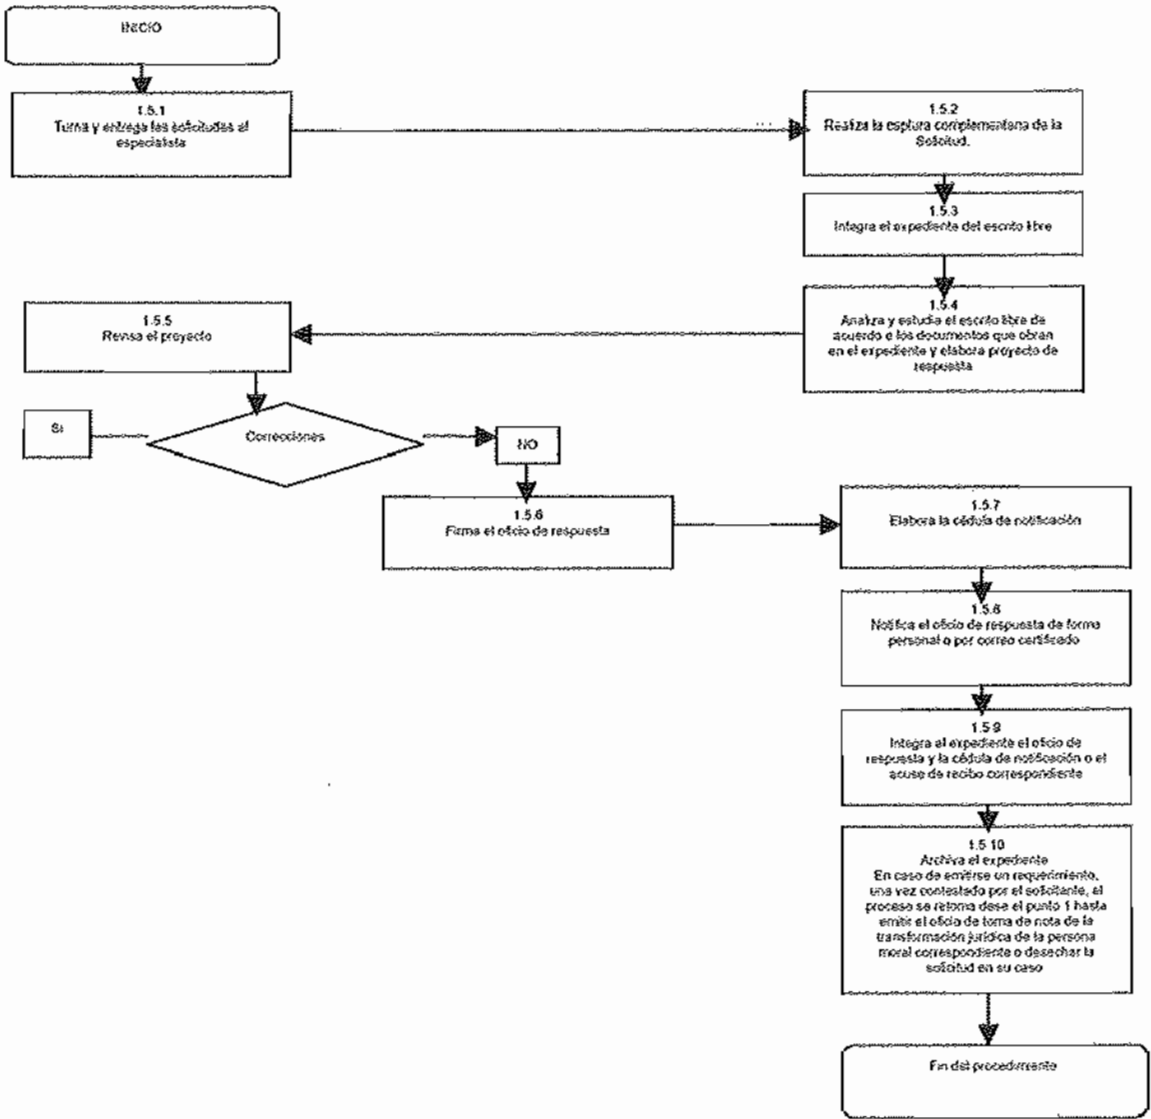 INICIO
1.5.1
Turna y entrega las solicitudes al
especialista
1.5.2
Realiza la captura complementaria de la
Solicitud.
1.5.3
Integra el expediente del escrito libre
1.5.4
Analiza y estudia el escrito libre de
acuerdo a los documentos que obran
en el expediente y elabora proyecto de
respuesta
1.5.5
Revisa el proyecto
Correcciones
SI
NO
1.5.6
Firma el oficio de respuesta
1.5.7
Elabora la cédula de notificación
1.5.8
Notifica el oficio de respuesta de forma
personal o por correo certificado
1.5.9
Integra al expediente el oficio de
respuesta y la cédula de notificación o el
acuse de recibo correspondiente
1.5.10
Archiva el expediente
En caso de emitirse un requerimiento,
una vez contestado por el solicitante, el
proceso se retoma dese el punto 1 hasta
emitir el oficio de toma de nota de la
transformación jurídica de la persona
moral correspondiente o desechar la
solicitud en su caso
Fin del procedimiento